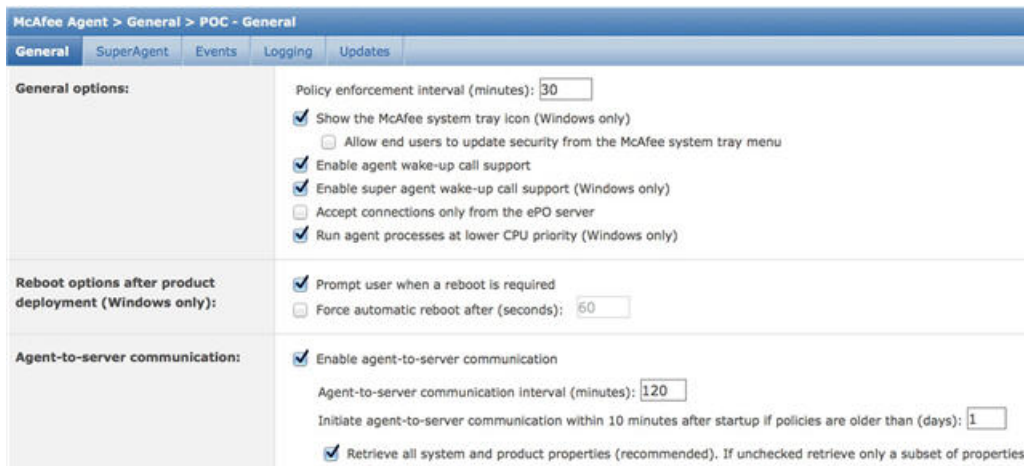 McAfee Agent > General > POC - General
General SuperAgent Events Logging Updates
General options:
Policy enforcement interval (minutes): 30
Show the McAfee system tray icon (Windows only)
Allow end users to update security from the McAfee system tray menu
Enable agent wake-up call support
Enable super agent wake-up call support (Windows only)
Accept connections only from the ePO server
Run agent processes at lower CPU priority (Windows only)
Reboot options after product
deployment (Windows only):
Prompt user when a reboot is required
Force automatic reboot after (seconds): 60
Agent-to-server communication:
Enable agent-to-server communication
Agent-to-server communication interval (minutes): 120
Initiate agent-to-server communication within 10 minutes after startup if policies are older than (days): 1
Retrieve all system and product properties (recommended). If unchecked retrieve only a subset of properties